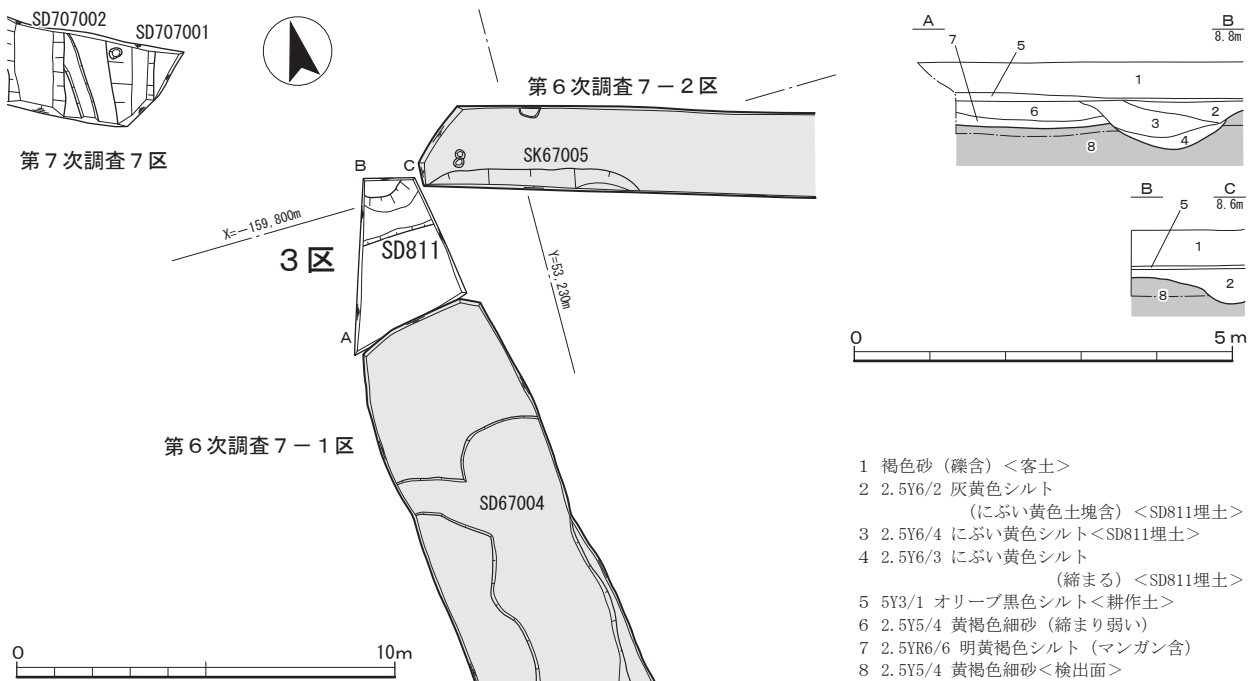 SD707002
SD707001
第７次調査７区
第６次調査７－２区
SK67005
B
C
X=-159,800m
3区
SD811
Y=53,230m
A
第６次調査７－１区
SD67004
0
10m
A
B
8.8m
7
5
1
6
3
2
4
8
B
C
8.6m
5
1
2
8
0
5m
1 褐色砂（礫含）＜客土＞
2 2.5Y6/2 灰黄色シルト
（にぶい黄色土塊含）＜SD811埋土＞
3 2.5Y6/4 にぶい黄色シルト＜SD811埋土＞
4 2.5Y6/3 にぶい黄色シルト
（締まる）＜SD811埋土＞
5 5Y3/1 オリーブ黒色シルト＜耕作土＞
6 2.5Y5/4 黄褐色細砂（締まり弱い）
7 2.5YR6/6 明黄褐色シルト（マンガン含）
8 2.5Y5/4 黄褐色細砂＜検出面＞